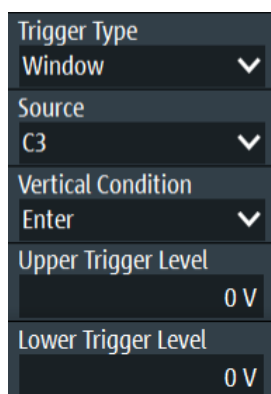 Trigger Type
Window
Source
C3
Vertical Condition
Enter
Upper Trigger Level
0 V
Lower Trigger Level
0 V